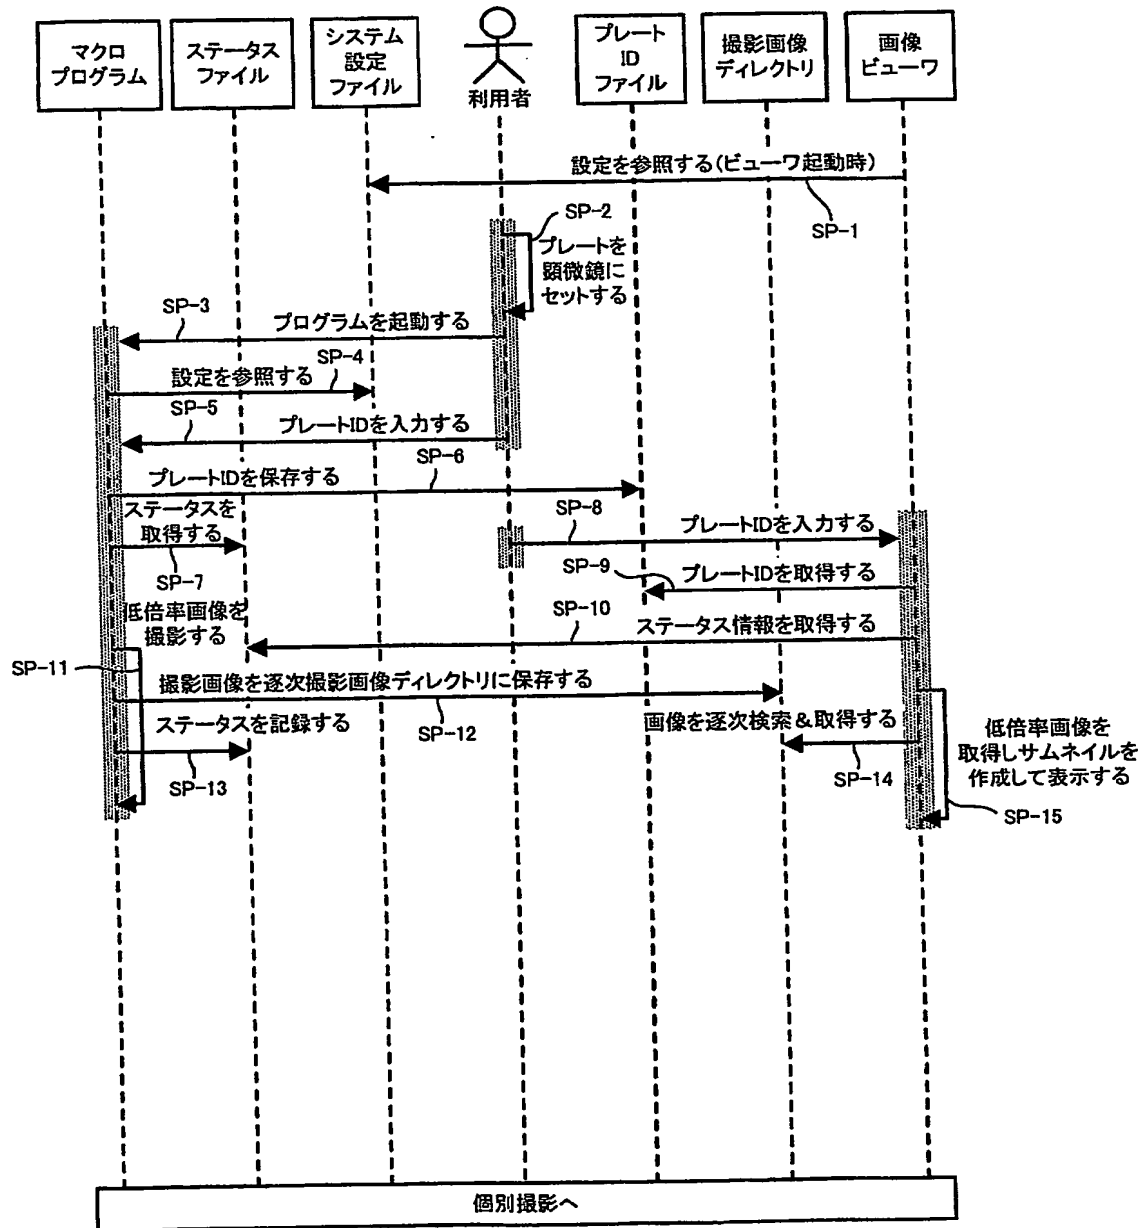 マクロ
プログラム
ステータス
ファイル
システム
設定
ファイル
利用者
プレート
ID
ファイル
撮影画像
ディレクトリ
画像
ビューワ
設定を参照する(ビューワ起動時)
SP-1
SP-2
プレートを
顕微鏡に
セットする
SP-3
プログラムを起動する
SP-4
設定を参照する
SP-5
プレートIDを入力する
SP-6
プレートIDを保存する
ステータスを
取得する
SP-7
SP-8
プレートIDを入力する
SP-9
プレートIDを取得する
SP-10
ステータス情報を取得する
低倍率画像を
撮影する
SP-11
撮影画像を逐次撮影画像ディレクトリに保存する
SP-12
ステータスを記録する
SP-13
画像を逐次検索&取得する
SP-14
低倍率画像を
取得しサムネイルを
作成して表示する
SP-15
個別撮影へ